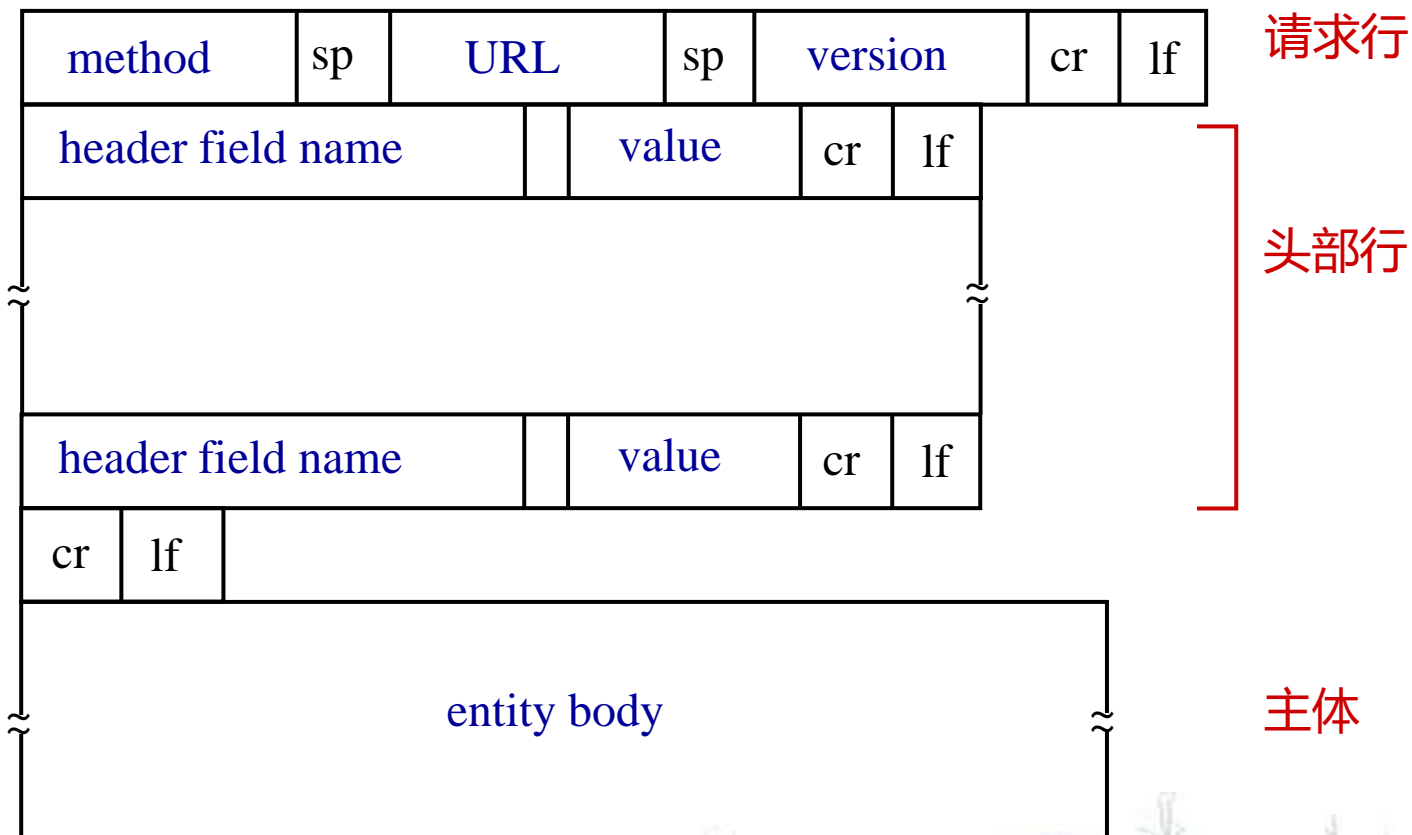 method sp URL sp version cr lf 请求行
header field name value cr lf
头部行
header field name value cr lf
cr lf
entity body 主体